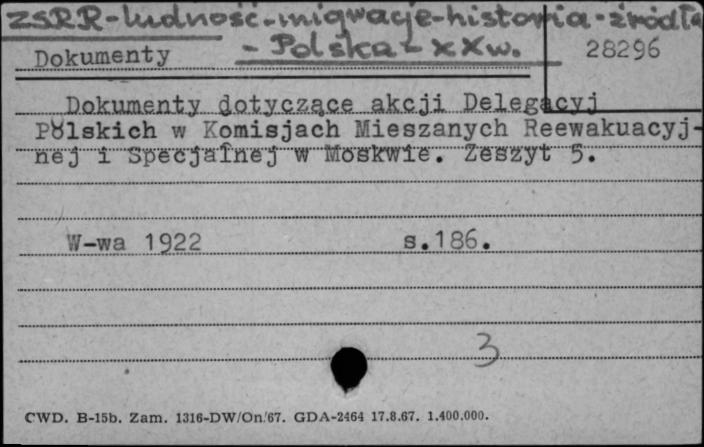 ZSRR-ludność-migracje-historia-źródła
- Polska - XXw.
Dokumenty
28296
Dokumenty dotyczące akcji Delegacyj
Polskich w Komisjach Mieszanych Reewakuacyj-
nej i Specjalnej w Moskwie. Zeszyt 5.
W-wa 1922 s.186.
3
CWD. B-15b. Zam. 1316-DW/On/67. GDA-2464 17.8.67. 1.400.000.